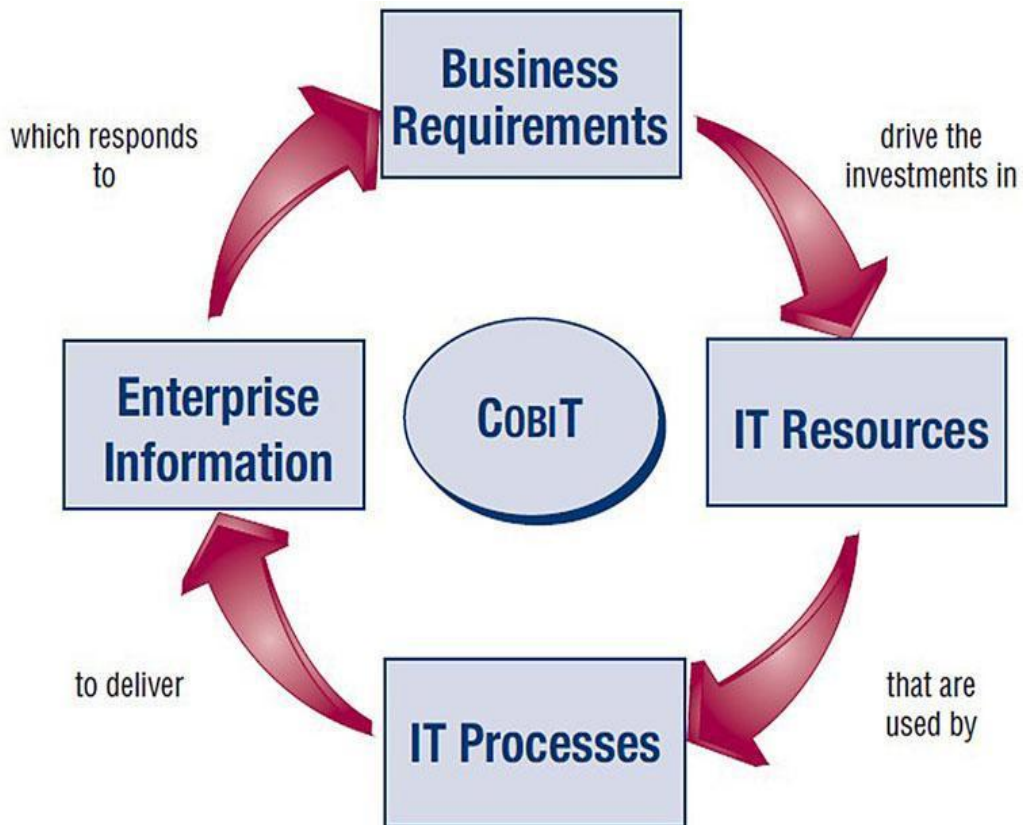 Business
Requirements
which responds
to
drive the
investments in
Enterprise
Information
COBIT
IT Resources
to deliver
that are
used by
IT Processes